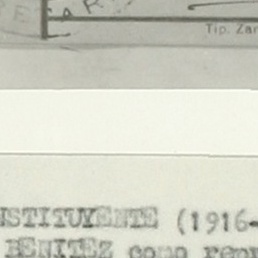 Tip. Zar
NSTITUYENTE (1916-
BENITEZ como repr